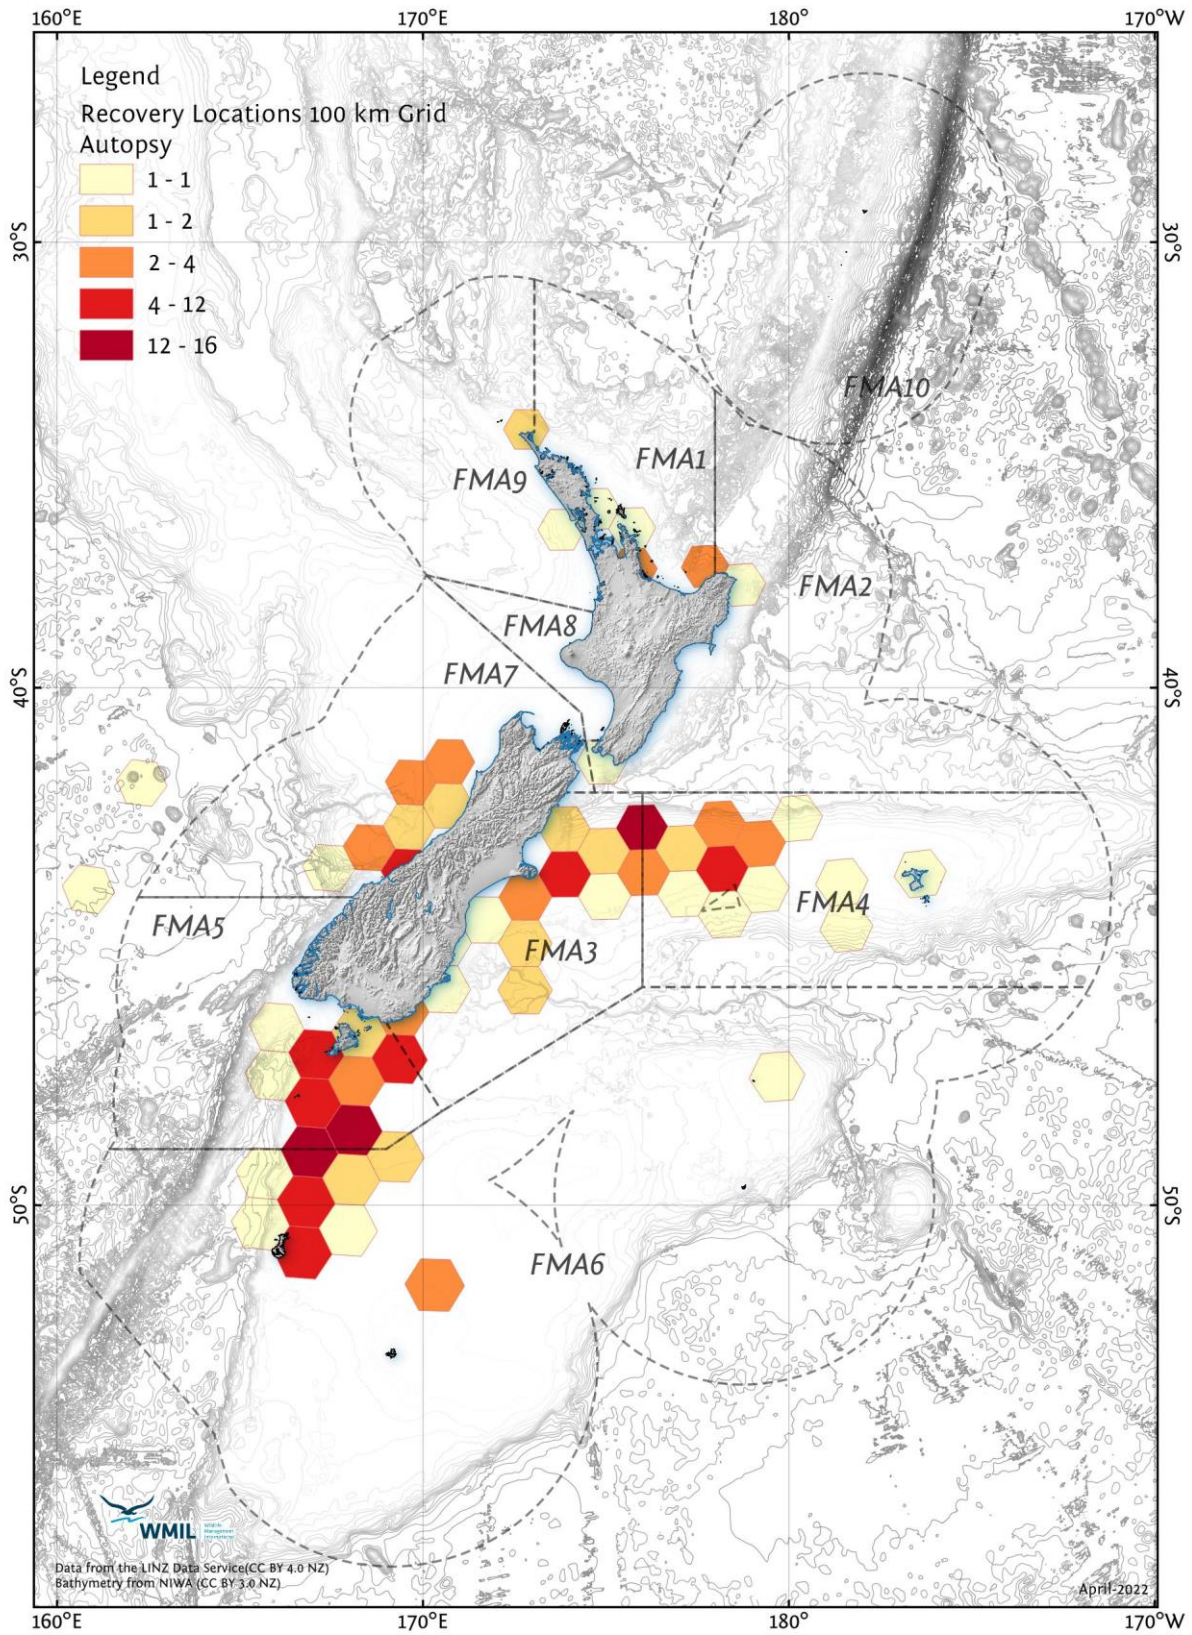 160°E 170°E 180° 170°W
Legend
Recovery Locations 100 km Grid
Autopsy
1 - 1
1 - 2
2 - 4
4 - 12
12 - 16
30°S 30°S
FMA10
FMA1
FMA9
FMA2
FMA8
FMA7
40°S 40°S
FMA4
FMA5
FMA3
50°S 50°S
FMA6
WMIL
Wildlife
Management
International
Data from the LINZ Data Service(CC BY 4.0 NZ)
Bathymetry from NIWA (CC BY 3.0 NZ)
April-2022
160°E 170°E 180° 170°W